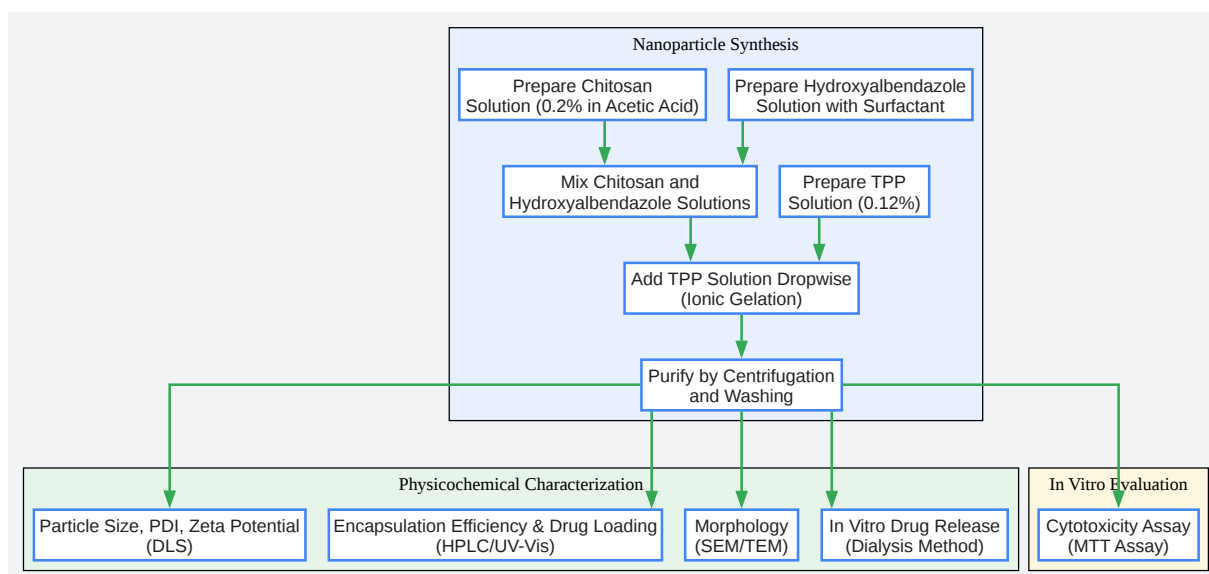 Nanoparticle Synthesis
Prepare Chitosan
Solution (0.2% in Acetic Acid)
Prepare Hydroxyalbendazole
Solution with Surfactant
Mix Chitosan and
Hydroxyalbendazole Solutions
Prepare TPP
Solution (0.12%)
Add TPP Solution Dropwise
(Ionic Gelation)
Purify by Centrifugation
and Washing
Physicochemical Characterization
Particle Size, PDI, Zeta Potential
(DLS)
Encapsulation Efficiency & Drug Loading
(HPLC/UV-Vis)
Morphology
(SEM/TEM)
In Vitro Drug Release
(Dialysis Method)
In Vitro Evaluation
Cytotoxicity Assay
(MTT Assay)